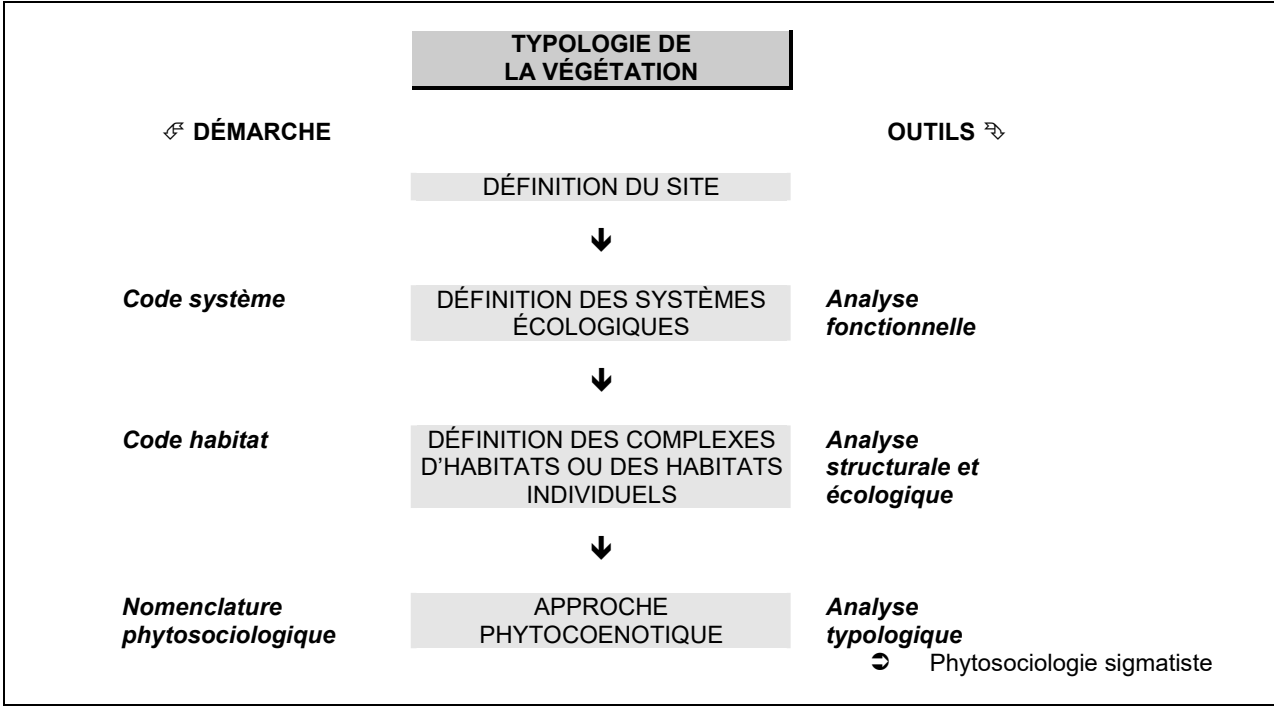 TYPOLOGIE DE
LA VÉGÉTATION
DÉMARCHE
OUTILS
DÉFINITION DU SITE
Code système
DÉFINITION DES SYSTÈMES
ÉCOLOGIQUES
Analyse
fonctionnelle
Code habitat
DÉFINITION DES COMPLEXES
D'HABITATS OU DES HABITATS
INDIVIDUELS
Analyse
structurale et
écologique
Nomenclature
phytosociologique
APPROCHE
PHYTOCOENOTIQUE
Analyse
typologique
Phytosociologie sigmatiste